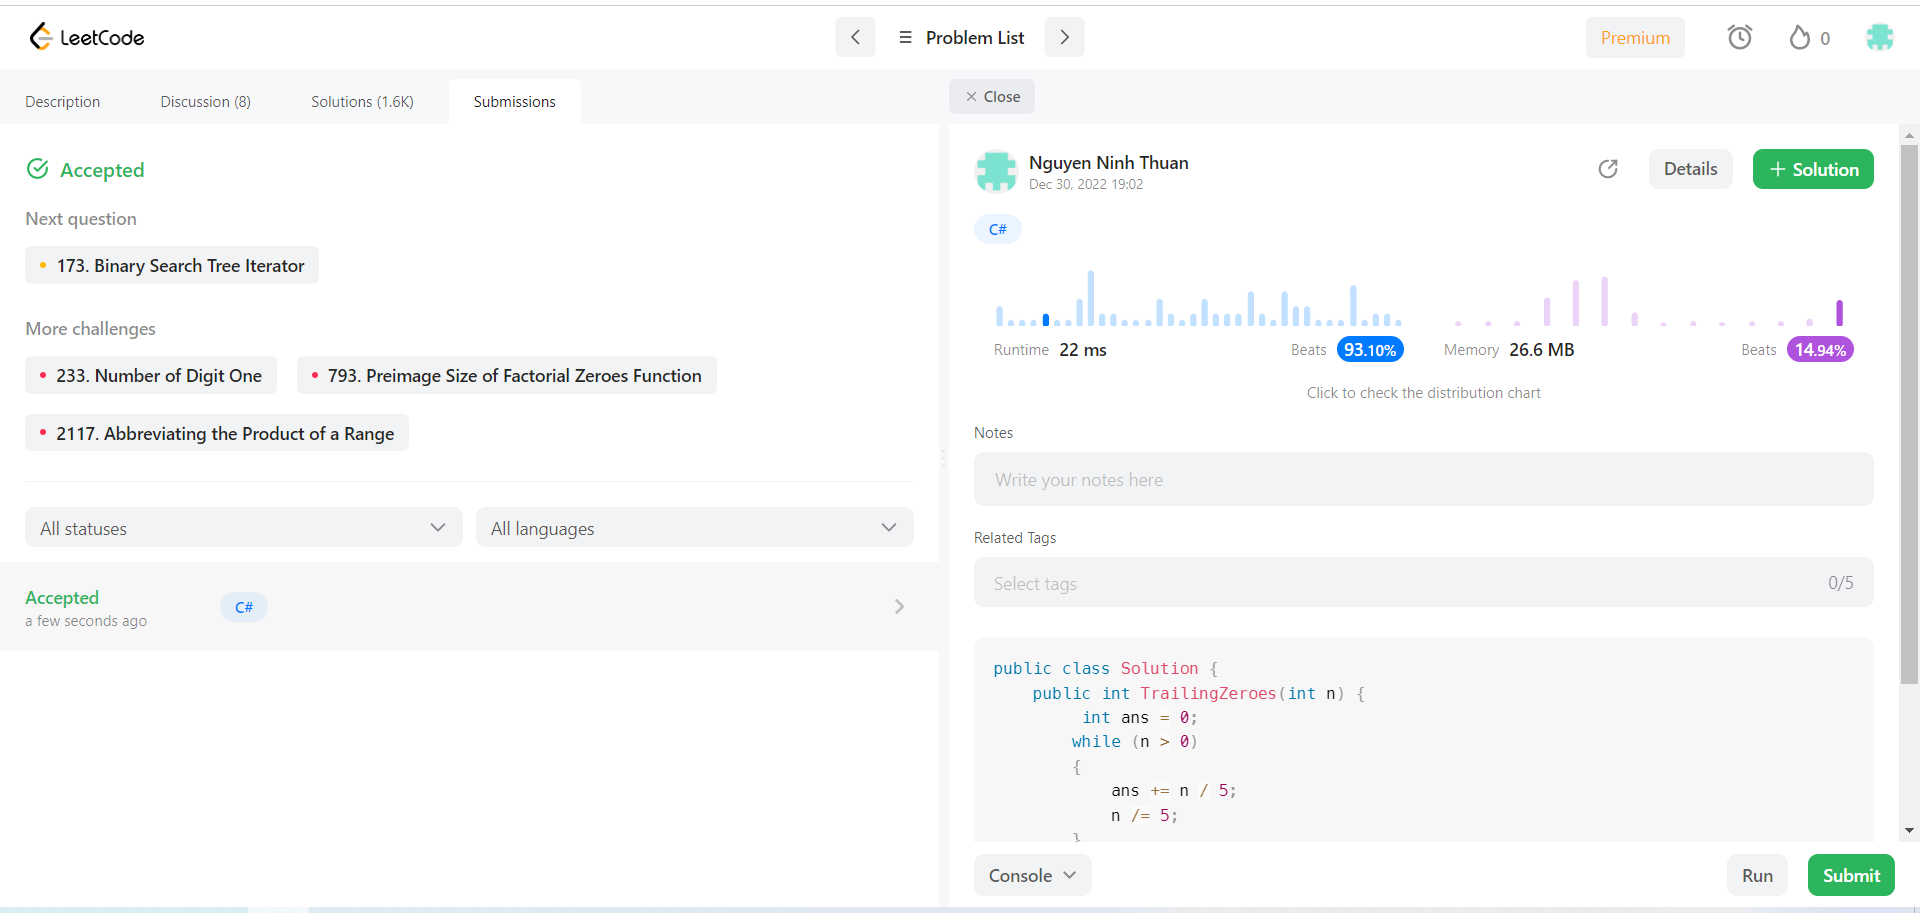 LeetCode
Problem List
Premium
0
Description
Discussion (8)
Solutions (1.6K)
Submissions
Close
Accepted
Next question
173. Binary Search Tree Iterator
More challenges
233. Number of Digit One
793. Preimage Size of Factorial Zeroes Function
2117. Abbreviating the Product of a Range
All statuses
All languages
Accepted
a few seconds ago
C#
Nguyen Ninh Thuan
Dec 30, 2022 19:02
Details
+ Solution
C#
Runtime 22 ms
Beats 93.10%
Memory 26.6 MB
Beats 14.94%
Click to check the distribution chart
Notes
Write your notes here
Related Tags
Select tags
0/5
public class Solution {
    public int TrailingZeroes(int n) {
         int ans = 0;
        while (n > 0)
        {
            ans += n / 5;
            n /= 5;
        }
Console
Run
Submit